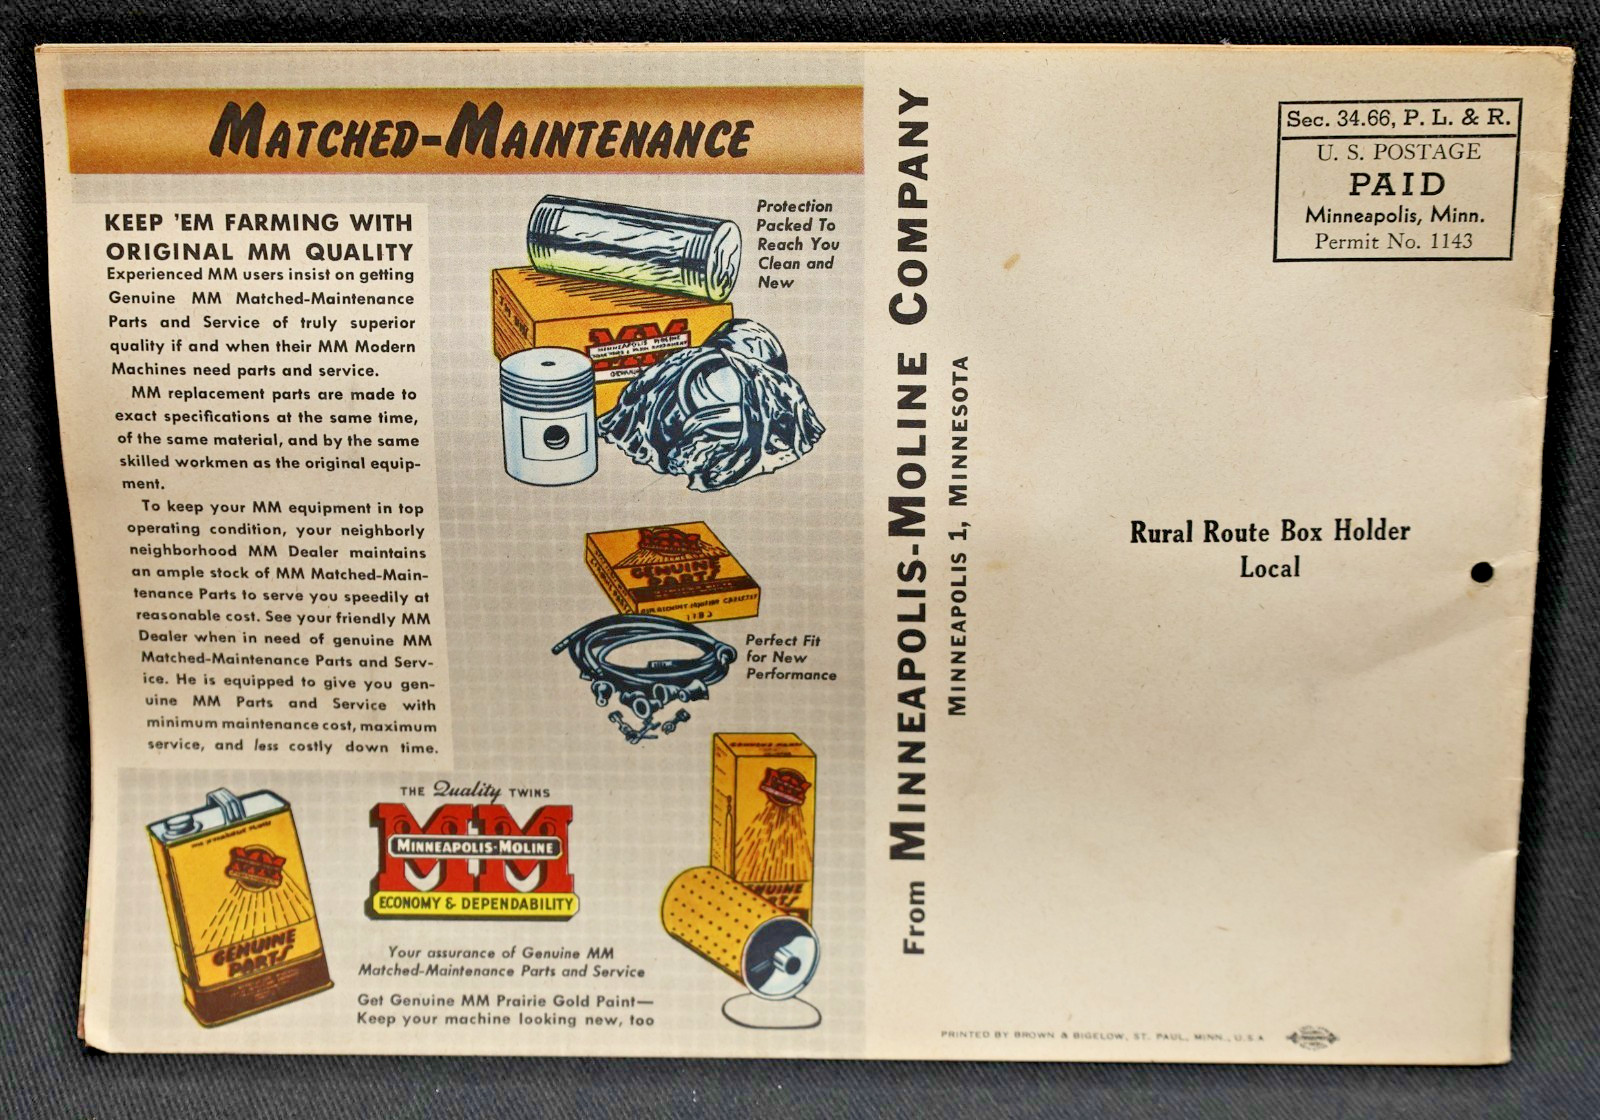 MATCHED-MAINTENANCE
KEEP 'EM FARMING WITH
ORIGINAL MM QUALITY
Experienced MM users insist on getting
Genuine MM Matched-Maintenance
Parts and Service of truly superior
quality if and when their MM Modern
Machines need parts and service.
MM replacement parts are made to
exact specifications at the same time,
of the same material, and by the same
skilled workmen as the original equip-
ment.
To keep your MM equipment in top
operating condition, your neighborly
neighborhood MM Dealer maintains
an ample stock of MM Matched-Main-
tenance Parts to serve you speedily at
reasonable cost. See your friendly MM
Dealer when in need of genuine MM
Matched-Maintenance Parts and Serv-
ice. He is equipped to give you gen-
uine MM Parts and Service with
minimum maintenance cost, maximum
service, and less costly down time.
Protection
Packed To
Reach You
Clean and
New
MM
MINNEAPOLIS MOLINE
GENUINE
PARTS
Perfect Fit
for New
Performance
GENUINE PARTS
GENUINE
PARTS
THE Quality TWINS
MM
MINNEAPOLIS-MOLINE
ECONOMY & DEPENDABILITY
Your assurance of Genuine MM
Matched-Maintenance Parts and Service
Get Genuine MM Prairie Gold Paint—
Keep your machine looking new, too
GENUINE
PARTS
From MINNEAPOLIS-MOLINE COMPANY
MINNEAPOLIS 1, MINNESOTA
Sec. 34.66, P. L. & R.
U. S. POSTAGE
PAID
Minneapolis, Minn.
Permit No. 1143
Rural Route Box Holder
Local
PRINTED BY BROWN & BIGELOW, ST. PAUL, MINN., U.S.A